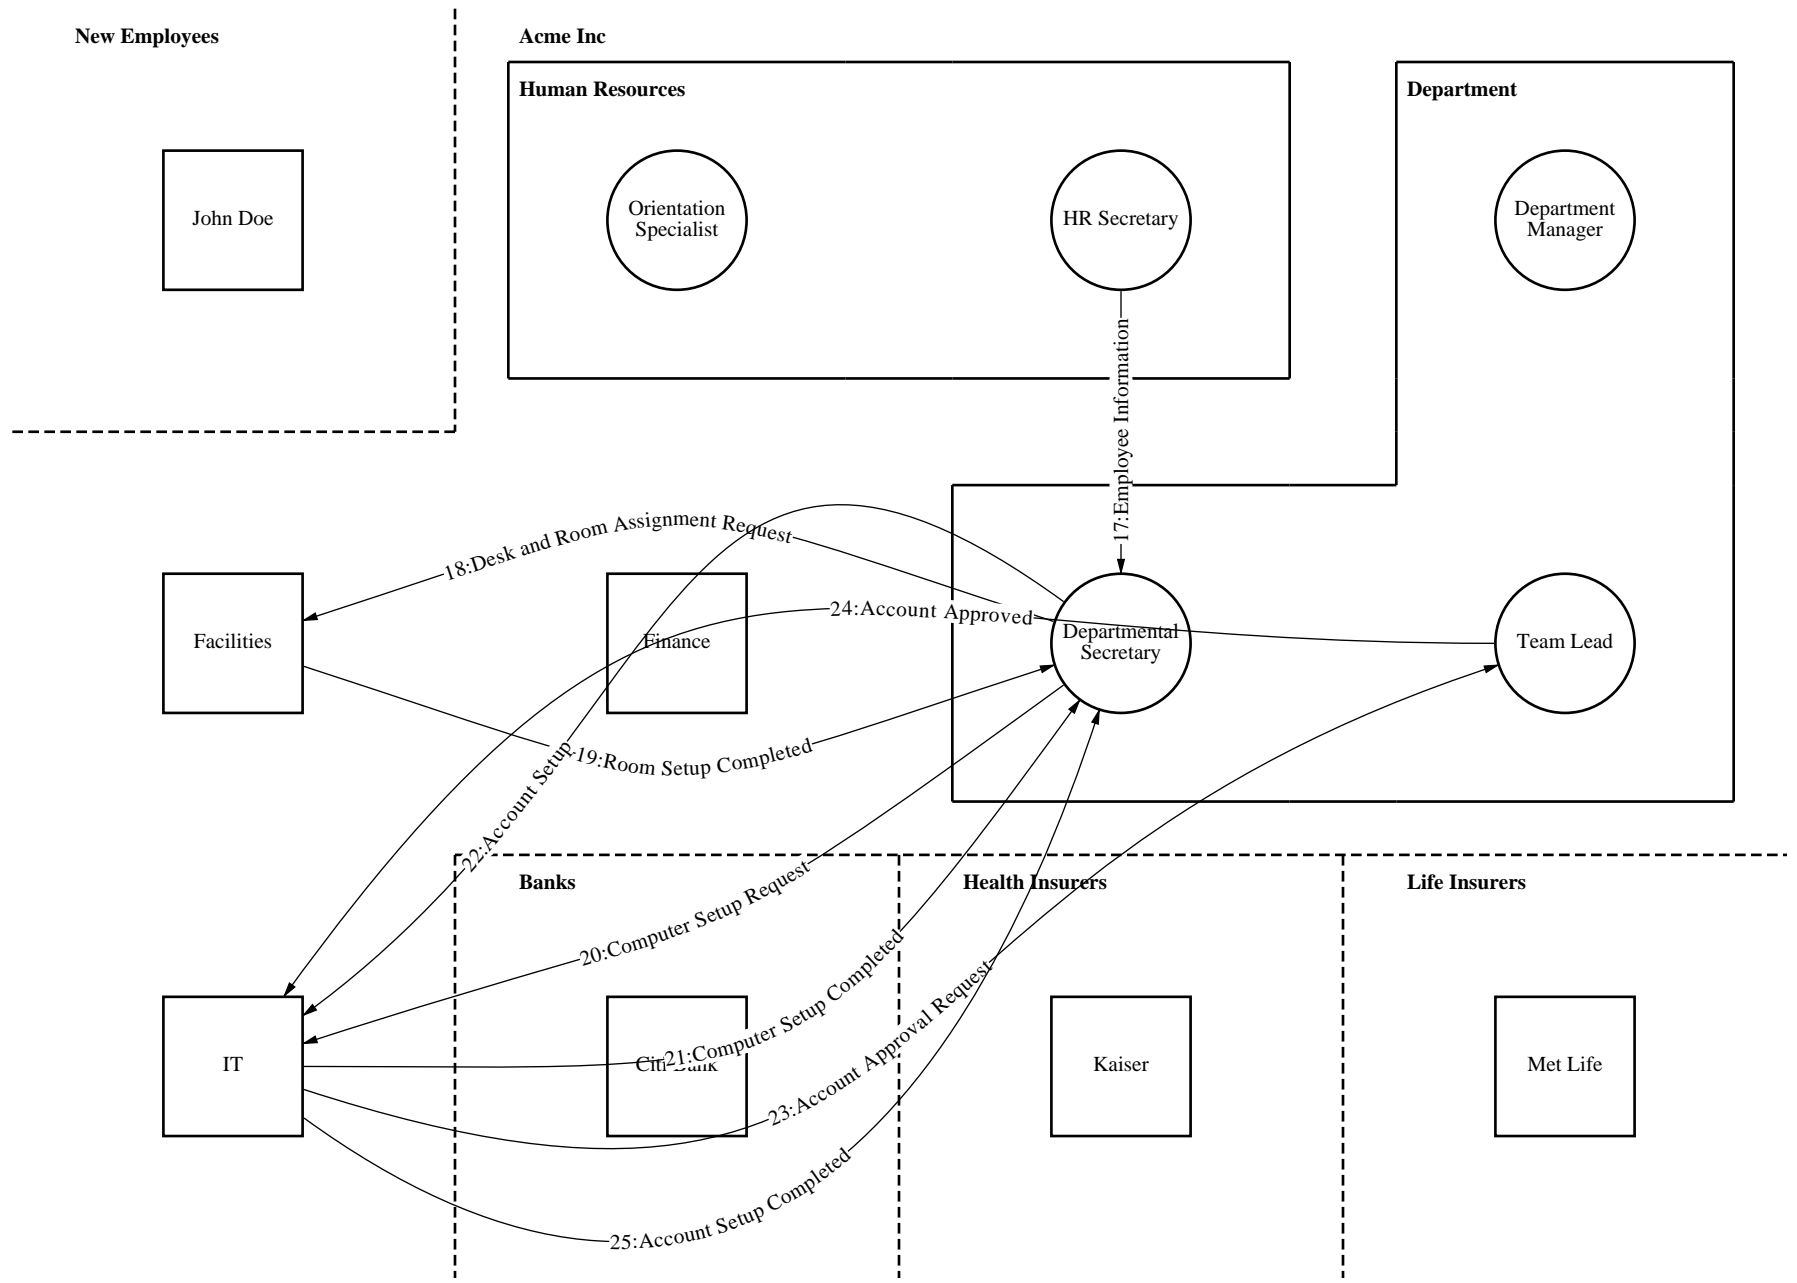 New Employees
Acme Inc
Human Resources
Department
John Doe
Orientation
Specialist
HR Secretary
Department
Manager
17:Employee Information
18:Desk and Room Assignment Request
24:Account Approved
Facilities
Finance
Departmental
Secretary
Team Lead
19:Room Setup Completed
22:Account Setup
Banks
Health Insurers
Life Insurers
20:Computer Setup Request
21:Computer Setup Completed
23:Account Approval Request
IT
Citi Bank
Kaiser
Met Life
25:Account Setup Completed